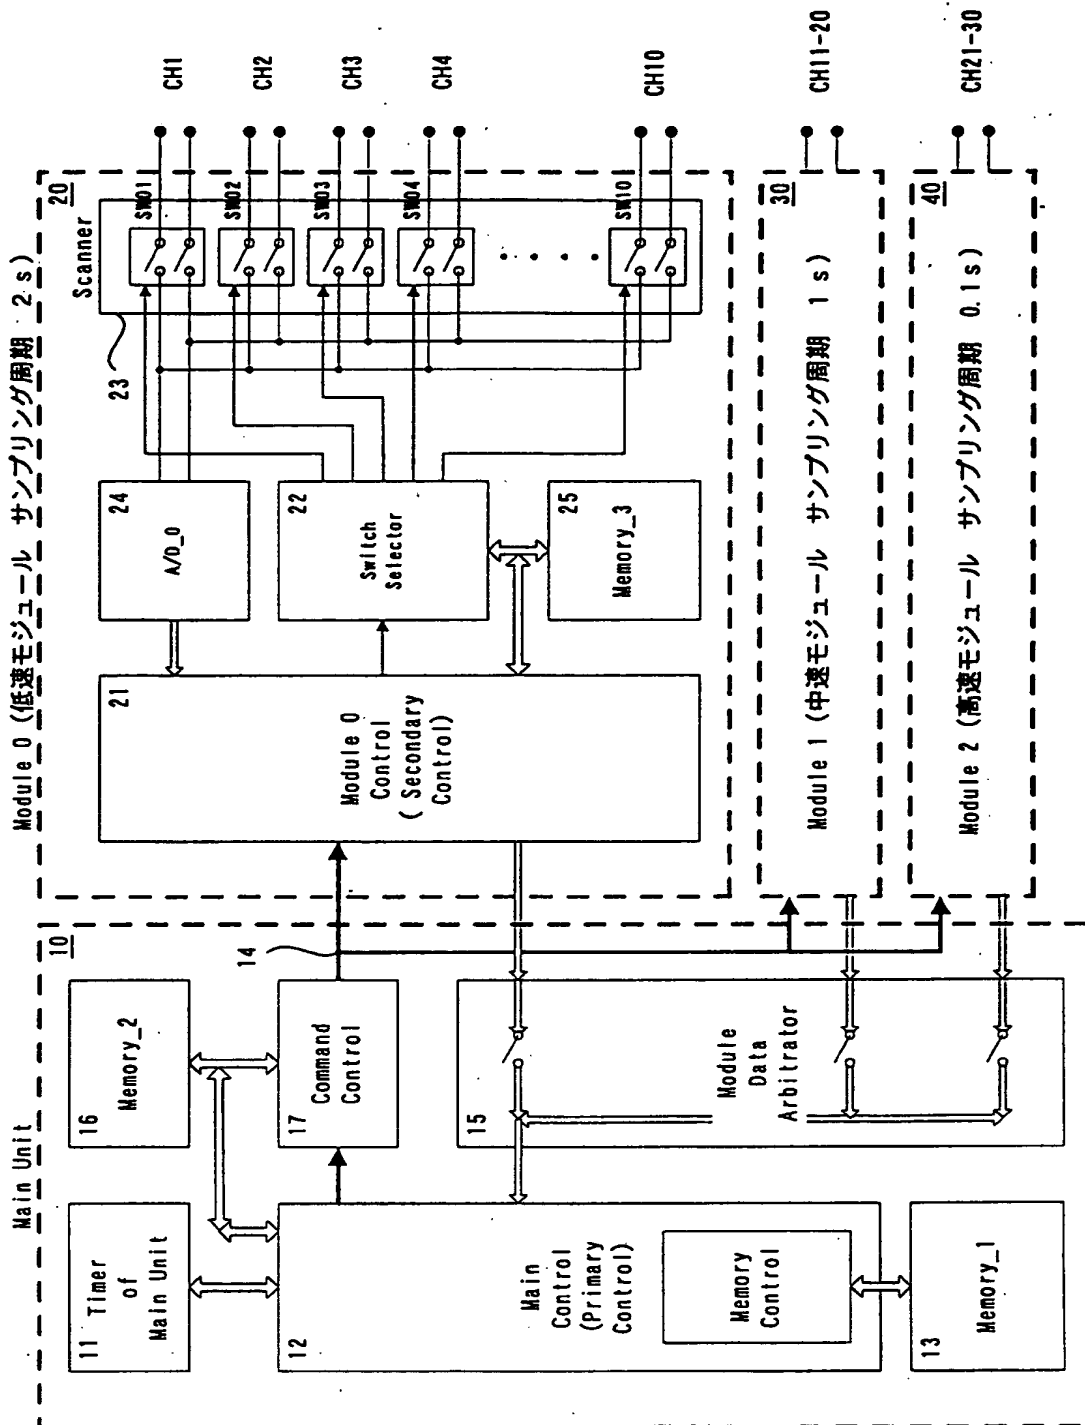 Main Unit
10
11
Timer
of
Main Unit
16
Memory_2
12
Main
Control
(Primary
Control)
Memory
Control
13
Memory_1
17
Command
Control
14
15
Module
Data
Arbitrator
Module 0 (低速モジュール サンプリング周期 2 s)
20
21
Module 0
Control
( Secondary
Control)
24
A/D_0
22
Switch
Selector
25
Memory_3
23
Scanner
SW01
SW02
SW03
SW04
SW10
CH1
CH2
CH3
CH4
CH10
Module 1 (中速モジュール サンプリング周期 1 s)
30
CH11-20
Module 2 (高速モジュール サンプリング周期 0.1s)
40
CH21-30